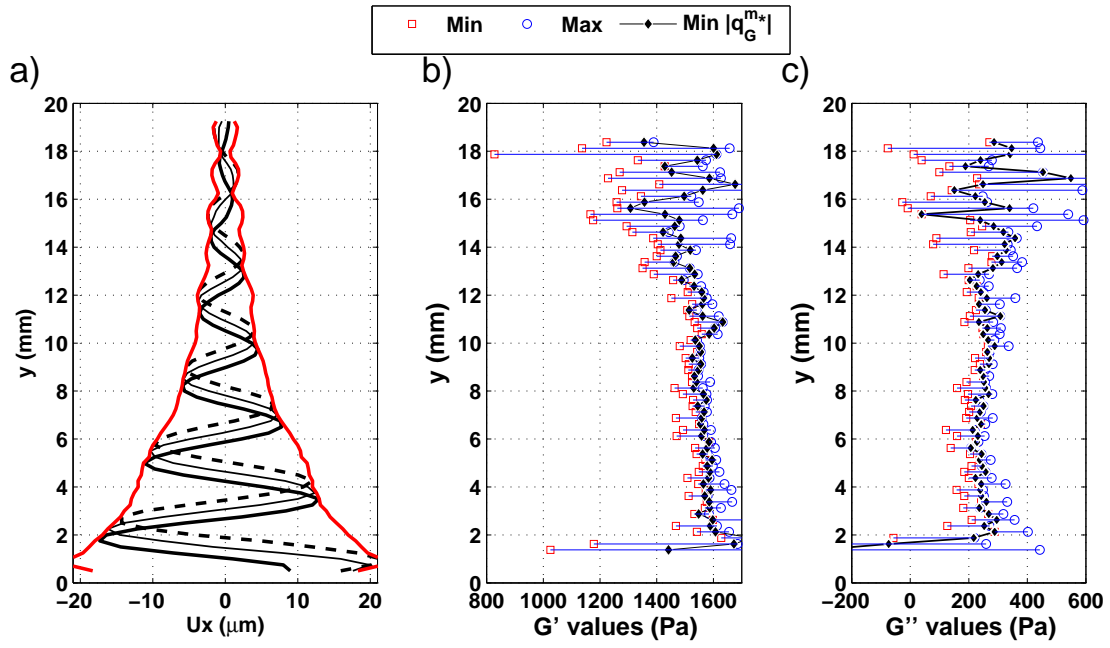 Min Max Min |q_G^{m*}|
a) b) c)
20 20 20
18 18 18
16 16 16
14 14 14
12 12 12
10 10 10
8 8 8
6 6 6
4 4 4
2 2 2
0 0 0
y (mm) y (mm) y (mm)
−20 −10 0 10 20 800 1000 1200 1400 1600 −200 0 200 400 600
Ux (μm) G' values (Pa) G'' values (Pa)